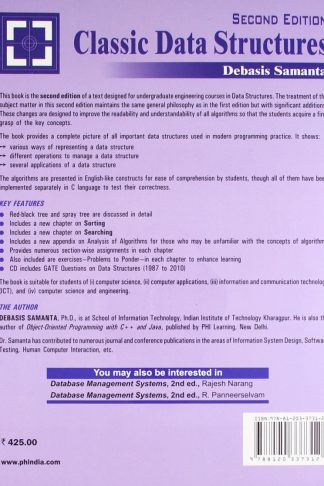 SECOND EDITION
Classic Data Structures
Debasis Samanta
This book is the second edition of a text designed for undergraduate engineering courses in Data Structures. The treatment of the
subject matter in this second edition maintains the same general philosophy as in the first edition but with significant additions.
These changes are designed to improve the readability and understandability of all algorithms so that the students acquire a firm
grasp of the key concepts.
The book provides a complete picture of all important data structures used in modern programming practice. It shows:
→ various ways of representing a data structure
→ different operations to manage a data structure
→ several applications of a data structure
The algorithms are presented in English-like constructs for ease of comprehension by students, though all of them have been
implemented separately in C language to test their correctness.
KEY FEATURES
● Red-black tree and spray tree are discussed in detail
● Includes a new chapter on Sorting
● Includes a new chapter on Searching
● Includes a new appendix on Analysis of Algorithms for those who may be unfamiliar with the concepts of algorithms
● Provides numerous section-wise assignments in each chapter
● Also included are exercises—Problems to Ponder—in each chapter to enhance learning
● CD includes GATE Questions on Data Structures (1987 to 2010)
The book is suitable for students of (i) computer science, (ii) computer applications, (iii) information and communication technology
(ICT), and (iv) computer science and engineering.
THE AUTHOR
DEBASIS SAMANTA, Ph.D., is at School of Information Technology, Indian Institute of Technology Kharagpur. He is also the
author of Object-Oriented Programming with C++ and Java, published by PHI Learning, New Delhi.
Dr. Samanta has contributed to numerous journal and conference publications in the areas of Information System Design, Software
Testing, Human Computer Interaction, etc.
You may also be interested in
Database Management Systems, 2nd ed., Rajesh Narang
Database Management Systems, 2nd ed., R. Panneerselvam
ISBN:978-81-203-3731-2
₹ 425.00
www.phindia.com
9 788120 337312